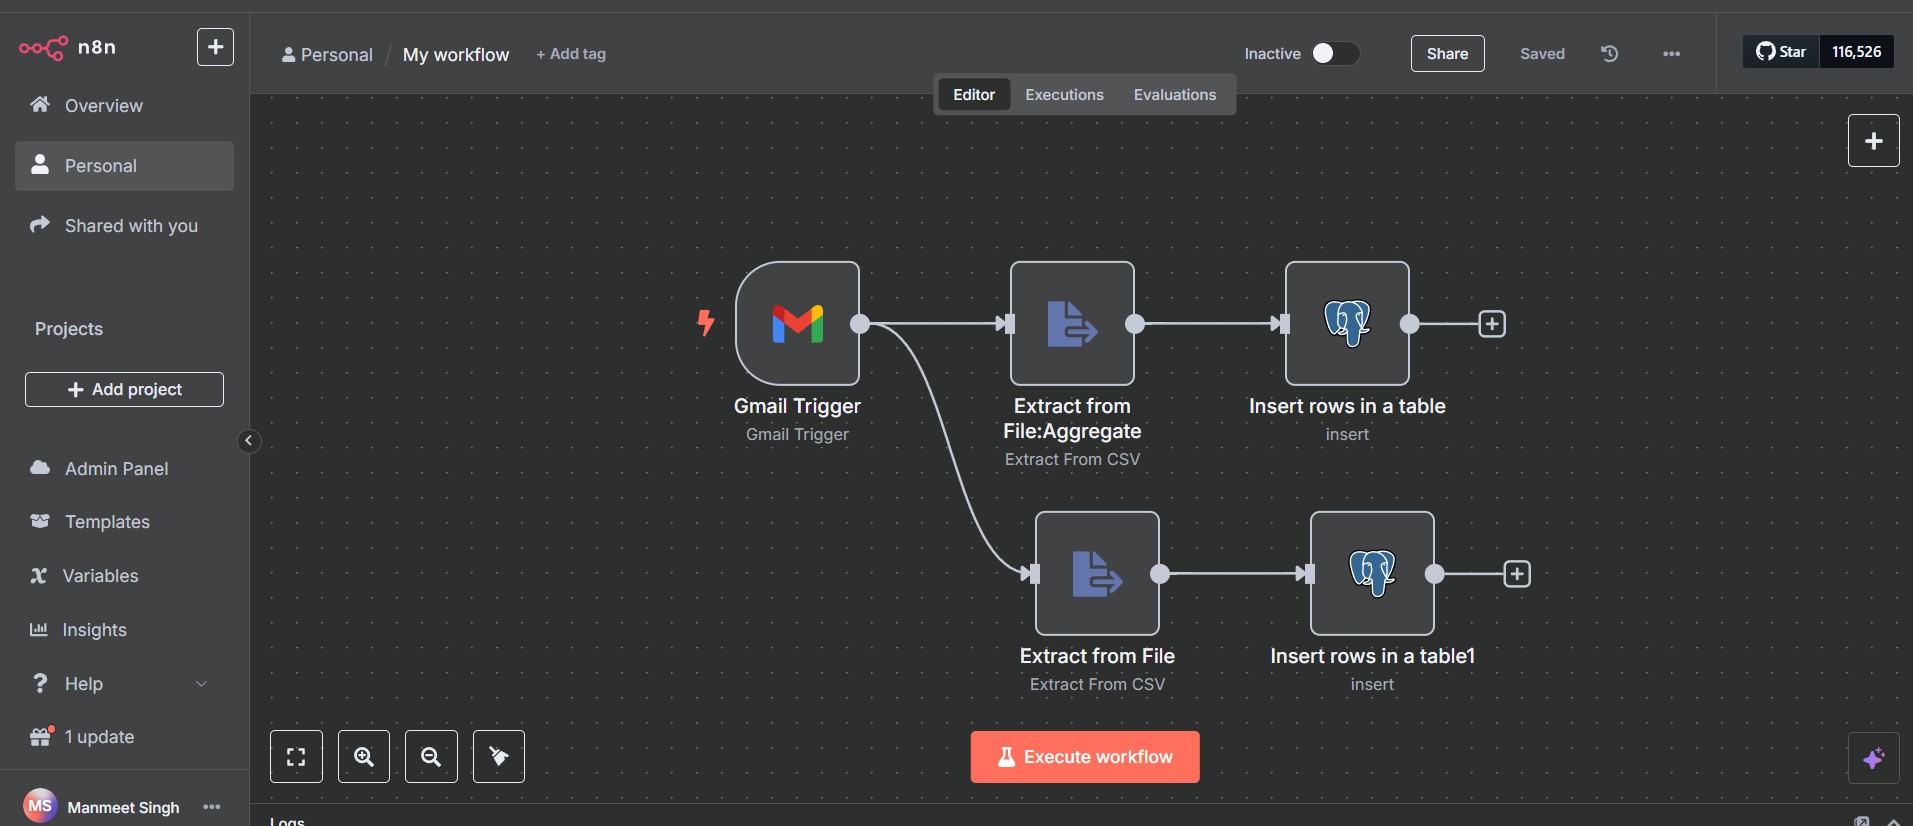 n8n
Personal / My workflow + Add tag
Inactive
Share
Saved
Star 116,526
Editor Executions Evaluations
Overview
Personal
Shared with you
Projects
+ Add project
Admin Panel
Templates
Variables
Insights
Help
1 update
MS Manmeet Singh
Gmail Trigger
Gmail Trigger
Extract from
File:Aggregate
Extract From CSV
Insert rows in a table
insert
Extract from File
Extract From CSV
Insert rows in a table1
insert
Execute workflow
Logs